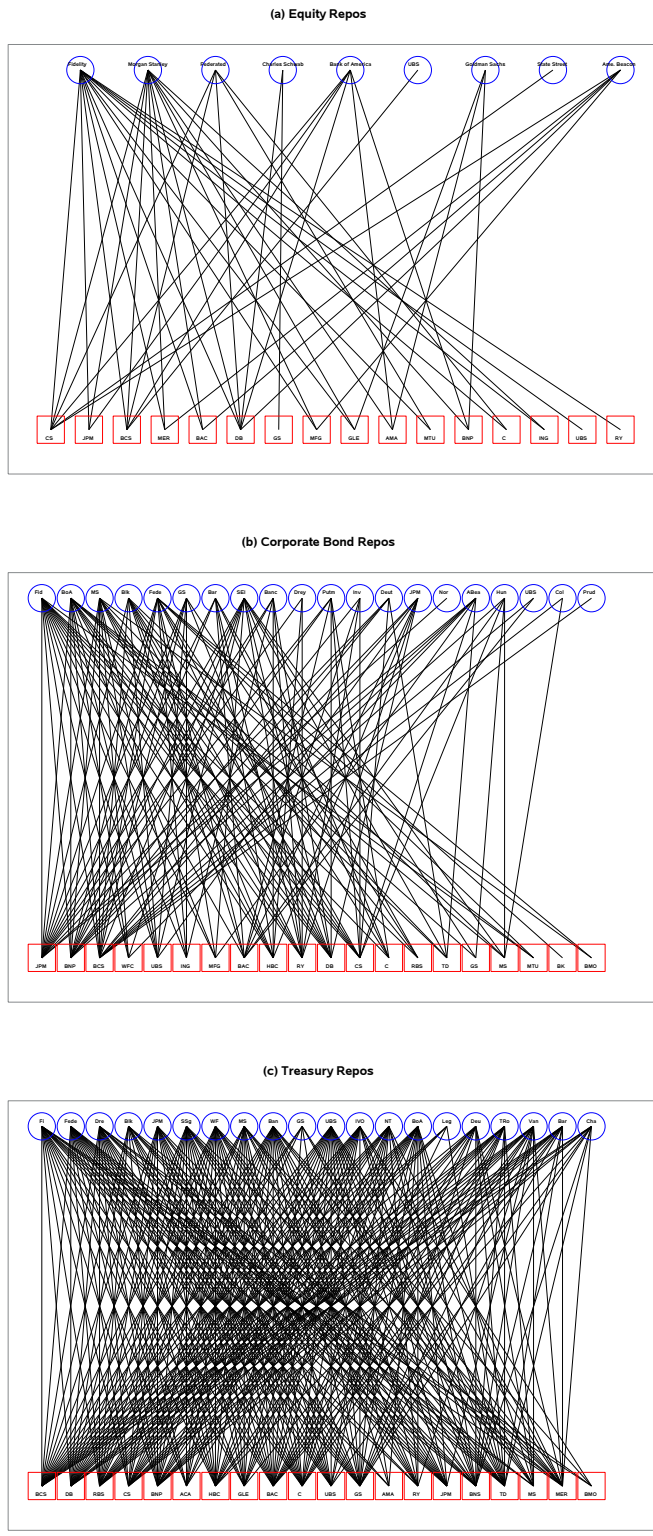 (a) Equity Repos
Fidelity Morgan Stanley Federated Charles Schwab Bank of America UBS Goldman Sachs State Street Ame. Beacon
CS JPM BCS MER BAC DB GS MFG GLE AMA MTU BNP C ING UBS RY
(b) Corporate Bond Repos
Fid BoA MS Blk Fede GS Bar SEI Banc Drey Putm Inv Deut JPM Nor ABea Hun UBS Col Prud
JPM BNP BCS WFC UBS ING MFG BAC HBC RY DB CS C RBS TD GS MS MTU BK BMO
(c) Treasury Repos
Fi Fede Dre Blk JPM SSg WF MS Ban GS UBS IVO NT BoA Leg Deu TRo Van Bar Cha
BCS DB RBS CS BNP ACA HBC GLE BAC C UBS GS AMA RY JPM BNS TD MS MER BMO